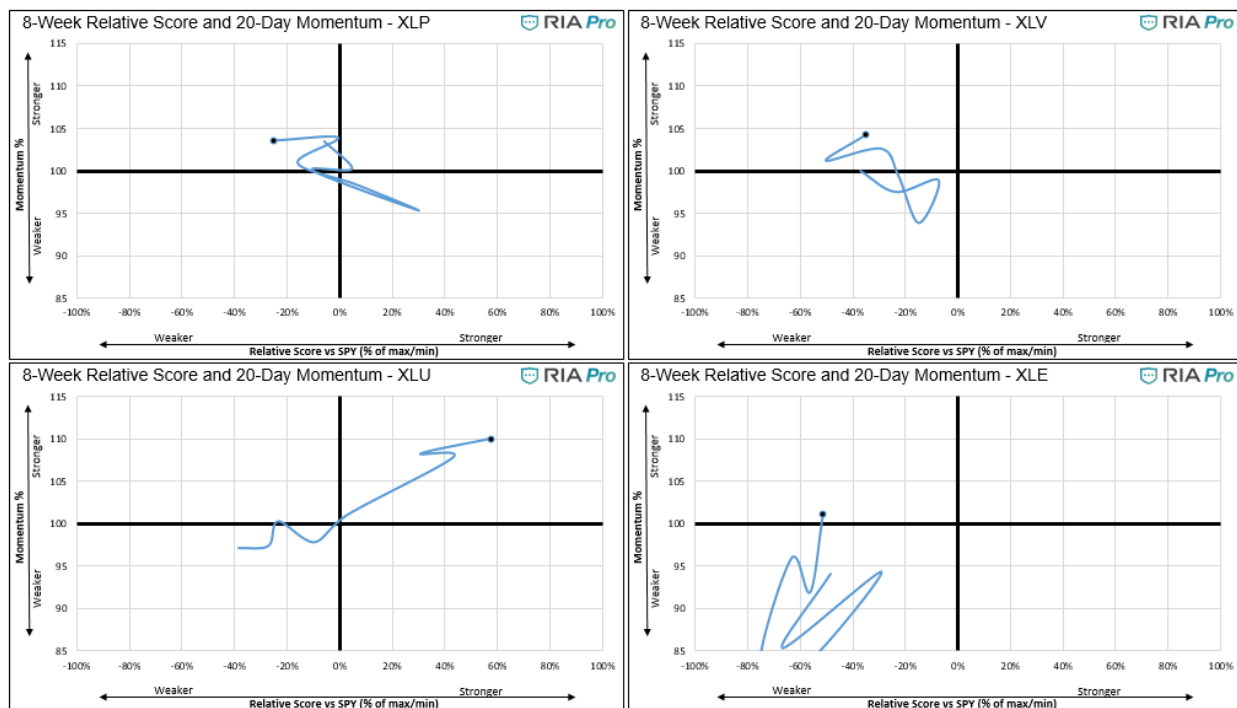 8-Week Relative Score and 20-Day Momentum - XLP
RIA Pro
115
110
105
100
95
90
85
Momentum %
Stronger
Weaker
-100% -80% -60% -40% -20% 0% 20% 40% 60% 80% 100%
Weaker Stronger
Relative Score vs SPY (% of max/min)
8-Week Relative Score and 20-Day Momentum - XLV
RIA Pro
115
110
105
100
95
90
85
Momentum %
Stronger
Weaker
-100% -80% -60% -40% -20% 0% 20% 40% 60% 80% 100%
Weaker Stronger
Relative Score vs SPY (% of max/min)
8-Week Relative Score and 20-Day Momentum - XLU
RIA Pro
115
110
105
100
95
90
85
Momentum %
Stronger
Weaker
-100% -80% -60% -40% -20% 0% 20% 40% 60% 80% 100%
Weaker Stronger
Relative Score vs SPY (% of max/min)
8-Week Relative Score and 20-Day Momentum - XLE
RIA Pro
115
110
105
100
95
90
85
Momentum %
Stronger
Weaker
-100% -80% -60% -40% -20% 0% 20% 40% 60% 80% 100%
Weaker Stronger
Relative Score vs SPY (% of max/min)